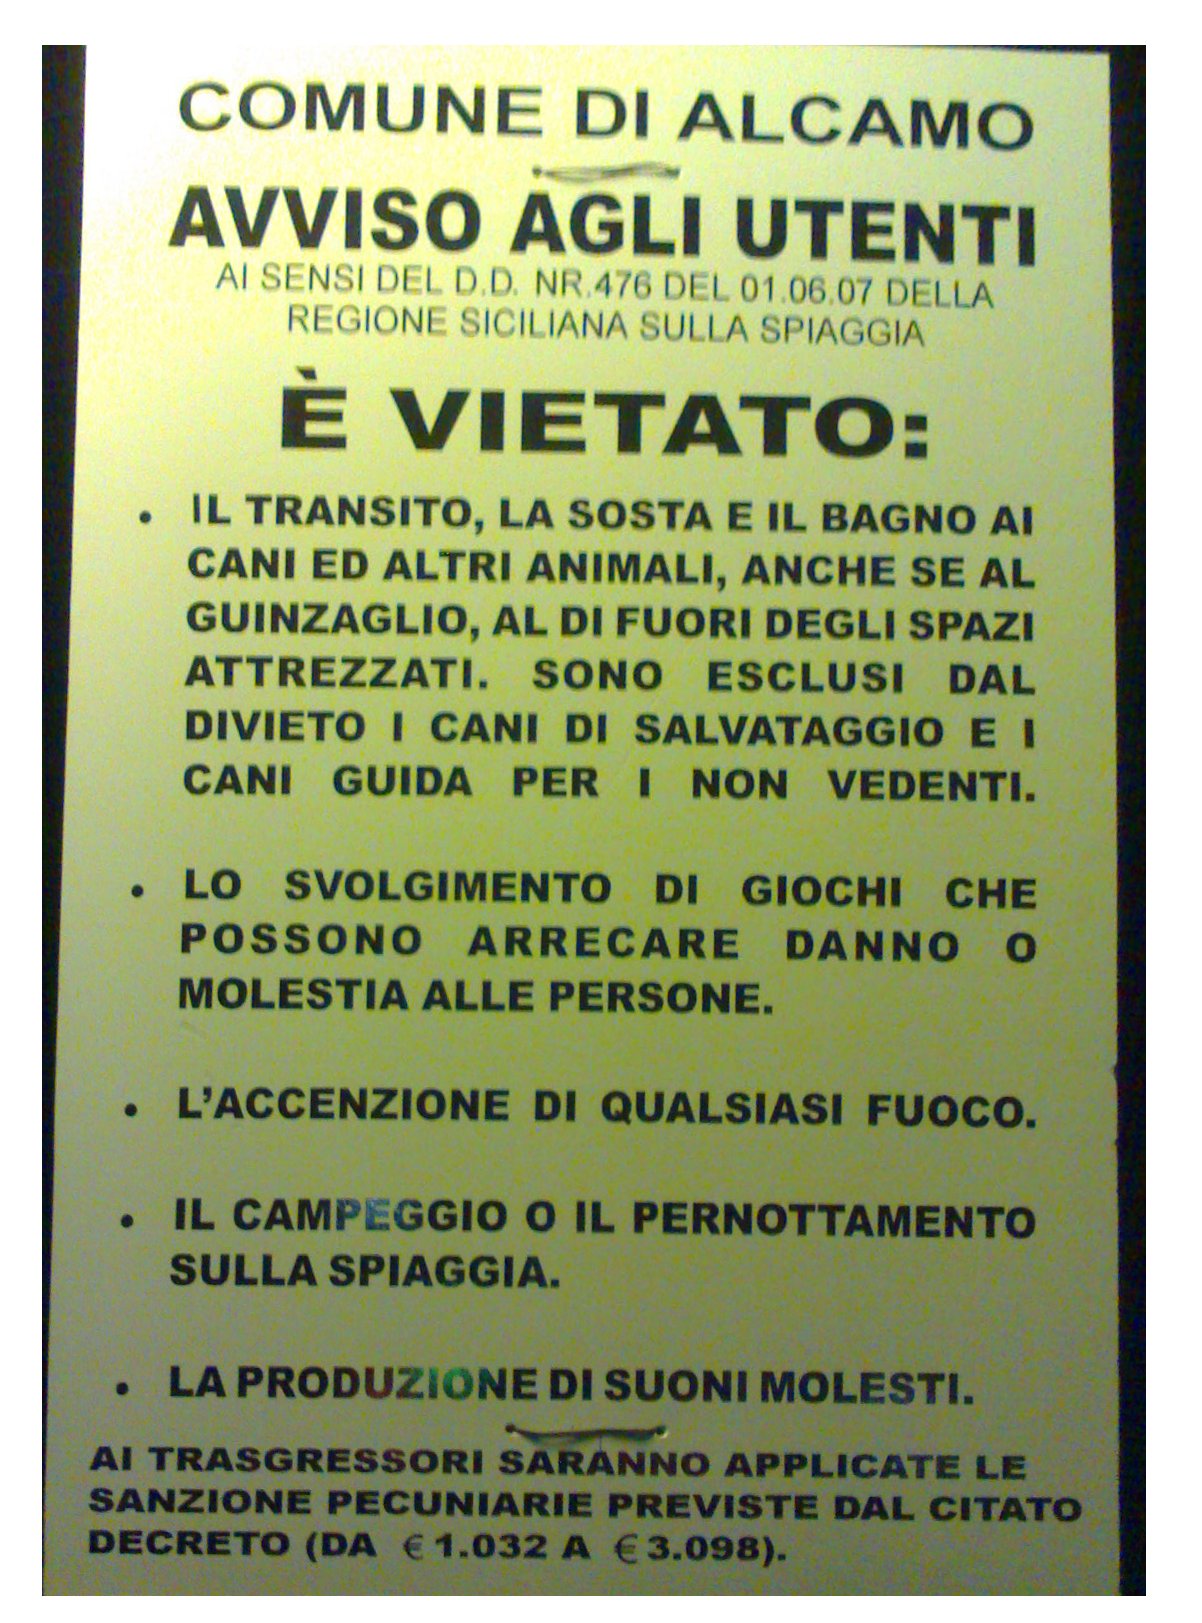 COMUNE DI ALCAMO
AVVISO AGLI UTENTI
AI SENSI DEL D.D. NR.476 DEL 01.06.07 DELLA
REGIONE SICILIANA SULLA SPIAGGIA
È VIETATO:
• IL TRANSITO, LA SOSTA E IL BAGNO AI
CANI ED ALTRI ANIMALI, ANCHE SE AL
GUINZAGLIO, AL DI FUORI DEGLI SPAZI
ATTREZZATI. SONO ESCLUSI DAL
DIVIETO I CANI DI SALVATAGGIO E I
CANI GUIDA PER I NON VEDENTI.
• LO SVOLGIMENTO DI GIOCHI CHE
POSSONO ARRECARE DANNO O
MOLESTIA ALLE PERSONE.
• L'ACCENZIONE DI QUALSIASI FUOCO.
• IL CAMPEGGIO O IL PERNOTTAMENTO
SULLA SPIAGGIA.
• LA PRODUZIONE DI SUONI MOLESTI.
AI TRASGRESSORI SARANNO APPLICATE LE
SANZIONE PECUNIARIE PREVISTE DAL CITATO
DECRETO (DA € 1.032 A € 3.098).